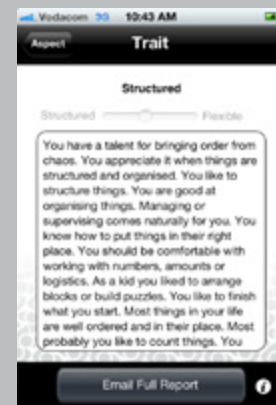 Vodacom 3G 10:43 AM
Aspect Trait
Structured
Structured Flexible
You have a talent for bringing order from
chaos. You appreciate it when things are
structured and organised. You like to
structure things. You are good at
organising things. Managing or
supervising comes naturally for you. You
know how to put things in their right
place. You should be comfortable with
working with numbers, amounts or
logistics. As a kid you liked to arrange
blocks or build puzzles. You like to finish
what you start. Most things in your life
are well ordered and in their place. Most
probably you like to count things. You
Email Full Report
i